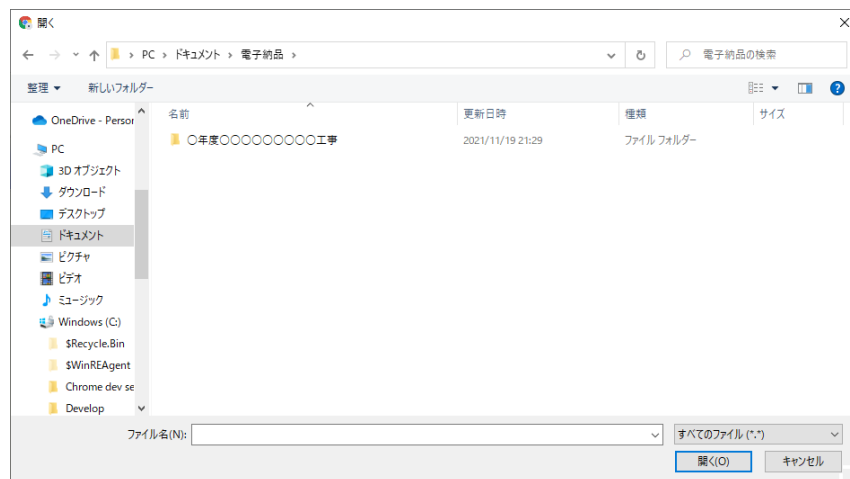 開く
PC › ドキュメント › 電子納品 ›
電子納品の検索
整理 新しいフォルダー
名前 更新日時 種類 サイズ
〇年度〇〇〇〇〇〇〇〇〇工事 2021/11/19 21:29 ファイル フォルダー
OneDrive - Persor
PC
3D オブジェクト
ダウンロード
デスクトップ
ドキュメント
ピクチャ
ビデオ
ミュージック
Windows (C:)
$Recycle.Bin
$WinREAgent
Chrome dev se
Develop
ファイル名(N): すべてのファイル (*.*)
開く(O) キャンセル